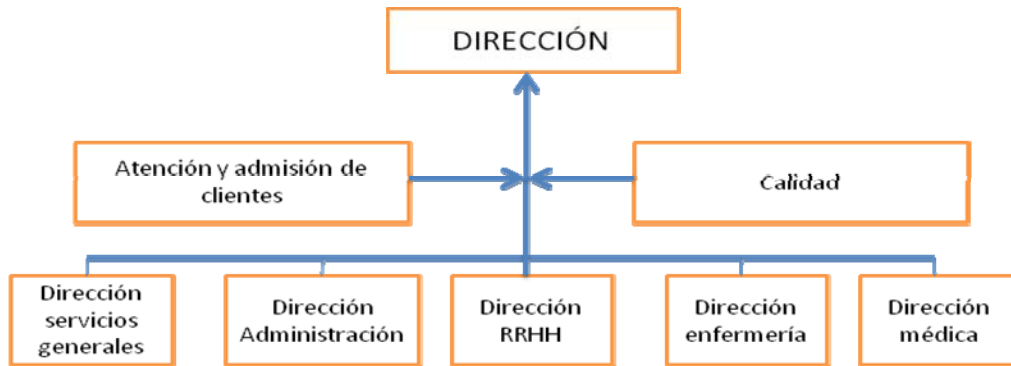 DIRECCIÓN
Atención y admisión de
clientes
Calidad
Dirección
servicios
generales
Dirección
Administración
Dirección
RRHH
Dirección
enfermería
Dirección
médica